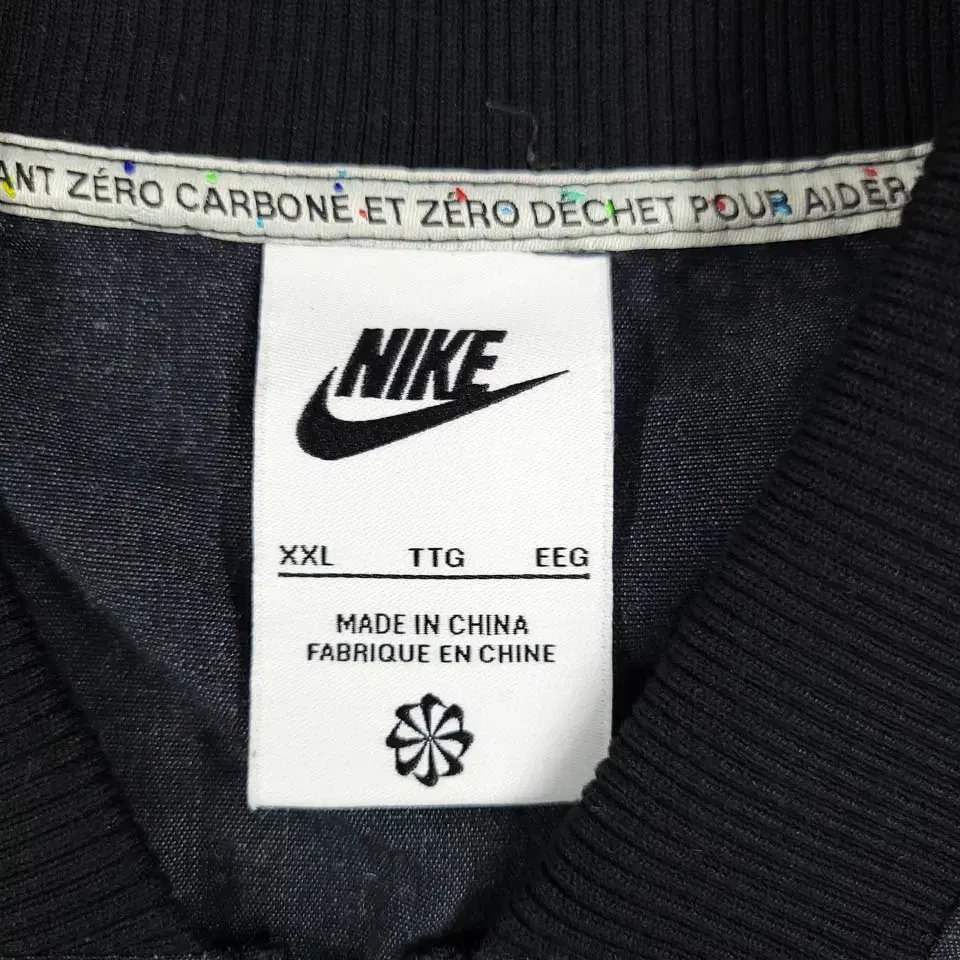 ANT ZÉRO CARBONE ET ZÉRO DÉCHET POUR AIDER
NIKE
XXL TTG EEG
MADE IN CHINA
FABRIQUE EN CHINE